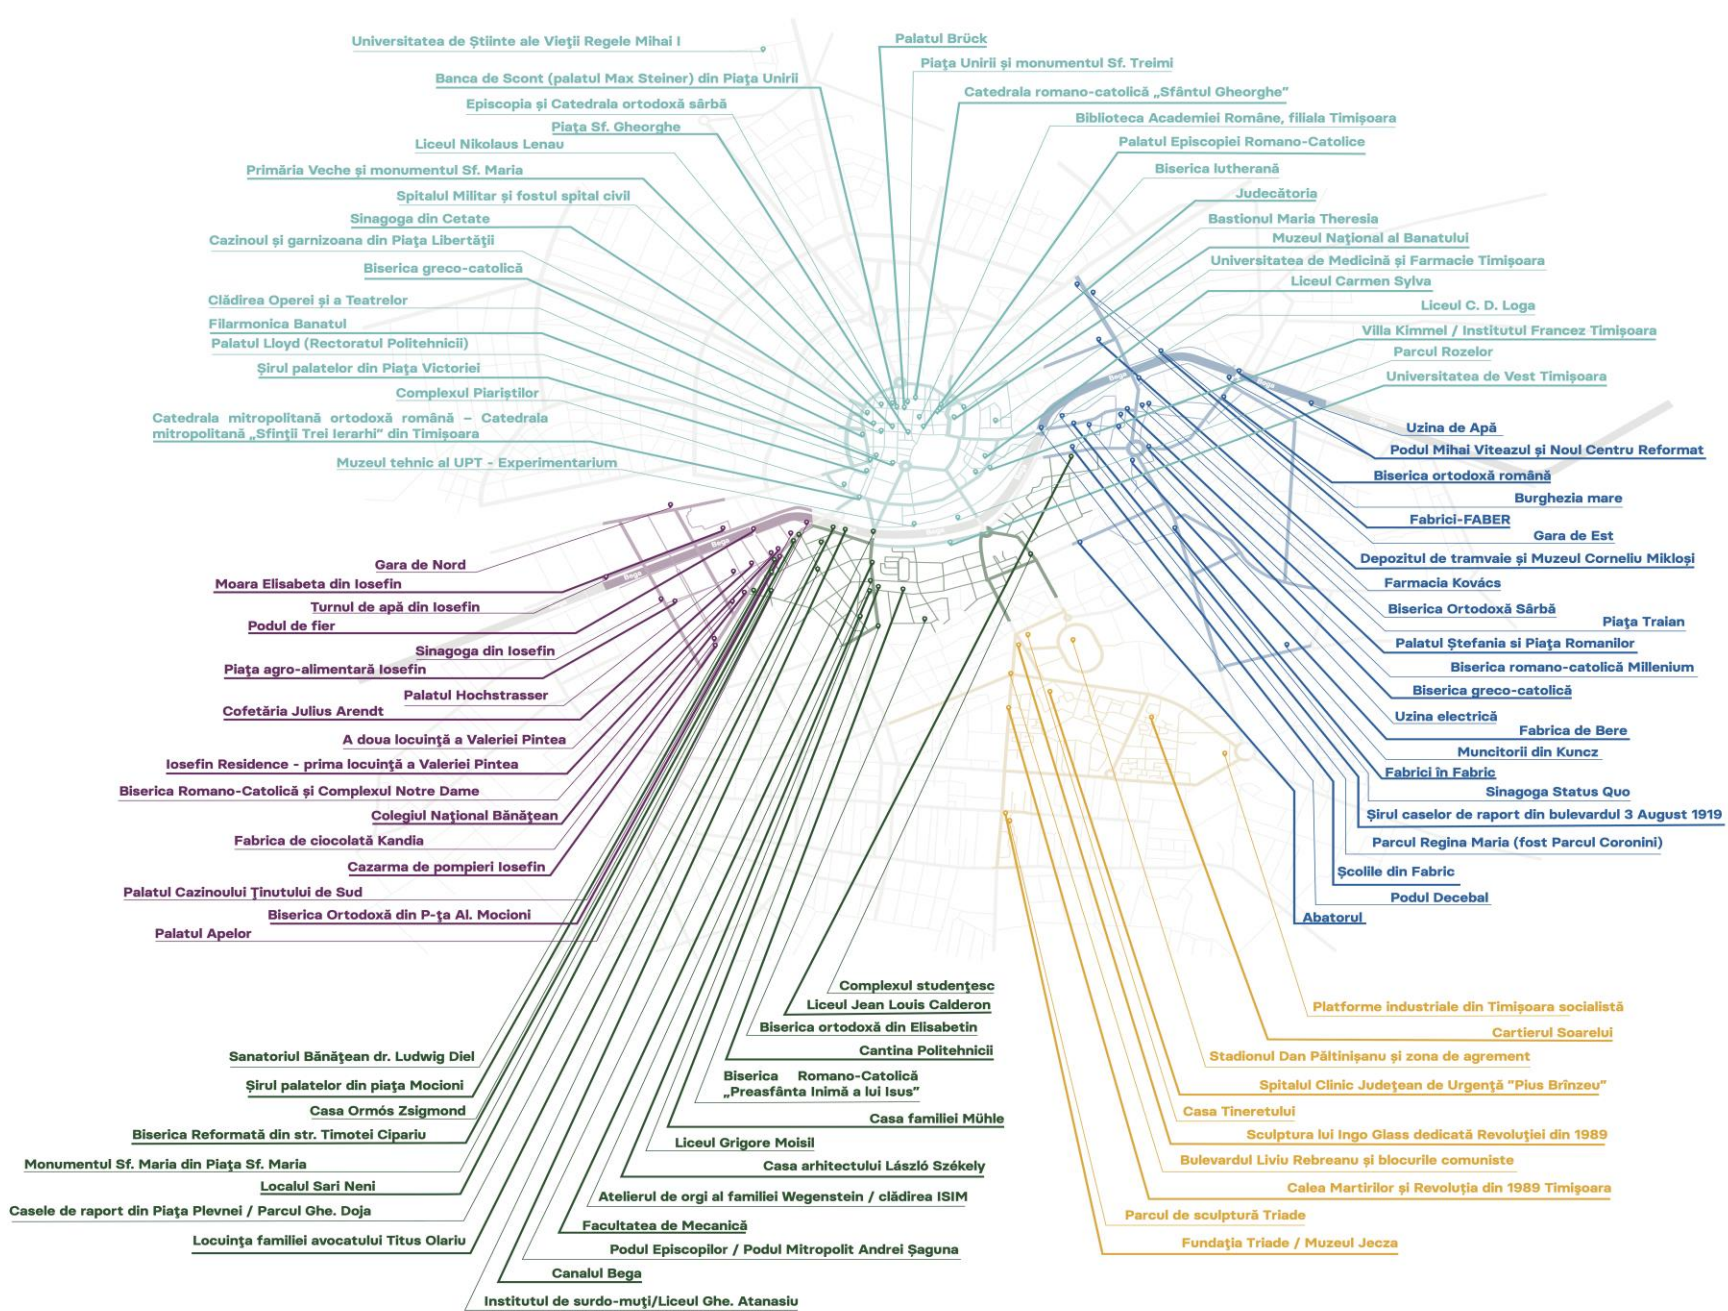 Universitatea de Științe ale Vieții Regele Mihai I
Banca de Scont (palatul Max Steiner) din Piața Unirii
Episcopia și Catedrala ortodoxă sârbă
Piața Sf. Gheorghe
Liceul Nikolaus Lenau
Primăria Veche și monumentul Sf. Maria
Spitalul Militar și fostul spital civil
Sinagoga din Cetate
Cazinoul și garnizoana din Piața Libertății
Biserica greco-catolică
Clădirea Operei și a Teatrelor
Filarmonica Banatul
Palatul Lloyd (Rectoratul Politehnicii)
Șirul palatelor din Piața Victoriei
Complexul Piariștilor
Catedrala mitropolitană ortodoxă română – Catedrala
mitropolitană „Sfinții Trei Ierarhi” din Timișoara
Muzeul tehnic al UPT - Experimentarium
Palatul Brück
Piața Unirii și monumentul Sf. Treimi
Catedrala romano-catolică „Sfântul Gheorghe”
Biblioteca Academiei Române, filiala Timișoara
Palatul Episcopiei Romano-Catolice
Biserica lutherană
Judecătoria
Bastionul Maria Theresia
Muzeul Național al Banatului
Universitatea de Medicină și Farmacie Timișoara
Liceul Carmen Sylva
Liceul C. D. Loga
Villa Kimmel / Institutul Francez Timișoara
Parcul Rozelor
Universitatea de Vest Timișoara
Bega
Bega
Bega
Bega
Bega
Bega
Uzina de Apă
Podul Mihai Viteazul și Noul Centru Reformat
Biserica ortodoxă română
Burghezia mare
Fabrici-FABER
Gara de Est
Depozitul de tramvaie și Muzeul Corneliu Mikloși
Farmacia Kovács
Biserica Ortodoxă Sârbă
Piața Traian
Palatul Ștefania si Piața Romanilor
Biserica romano-catolică Millenium
Biserica greco-catolică
Uzina electrică
Fabrica de Bere
Muncitorii din Kuncz
Fabrici în Fabric
Sinagoga Status Quo
Șirul caselor de raport din bulevardul 3 August 1919
Parcul Regina Maria (fost Parcul Coronini)
Școlile din Fabric
Podul Decebal
Abatorul
Gara de Nord
Moara Elisabeta din Iosefin
Turnul de apă din Iosefin
Podul de fier
Sinagoga din Iosefin
Piața agro-alimentară Iosefin
Palatul Hochstrasser
Cofetăria Julius Arendt
A doua locuință a Valeriei Pintea
Iosefin Residence - prima locuință a Valeriei Pintea
Biserica Romano-Catolică și Complexul Notre Dame
Colegiul Național Bănățean
Fabrica de ciocolată Kandia
Cazarma de pompieri Iosefin
Palatul Cazinoului Ținutului de Sud
Biserica Ortodoxă din P-ța Al. Mocioni
Palatul Apelor
Sanatoriul Bănățean dr. Ludwig Diel
Șirul palatelor din piața Mocioni
Casa Ormós Zsigmond
Biserica Reformată din str. Timotei Cipariu
Monumentul Sf. Maria din Piața Sf. Maria
Localul Sari Neni
Casele de raport din Piața Plevnei / Parcul Ghe. Doja
Locuința familiei avocatului Titus Olariu
Complexul studențesc
Liceul Jean Louis Calderon
Biserica ortodoxă din Elisabetin
Cantina Politehnicii
Biserica Romano-Catolică
„Preasfânta Inimă a lui Isus”
Casa familiei Mühle
Liceul Grigore Moisil
Casa arhitectului László Székely
Atelierul de orgi al familiei Wegenstein / clădirea ISIM
Facultatea de Mecanică
Podul Episcopilor / Podul Mitropolit Andrei Șaguna
Canalul Bega
Institutul de surdo-muți/Liceul Ghe. Atanasiu
Platforme industriale din Timișoara socialistă
Cartierul Soarelui
Stadionul Dan Păltinișanu și zona de agrement
Spitalul Clinic Județean de Urgență "Pius Brînzeu"
Casa Tineretului
Sculptura lui Ingo Glass dedicată Revoluției din 1989
Bulevardul Liviu Rebreanu și blocurile comuniste
Calea Martirilor și Revoluția din 1989 Timișoara
Parcul de sculptură Triade
Fundația Triade / Muzeul Jecza